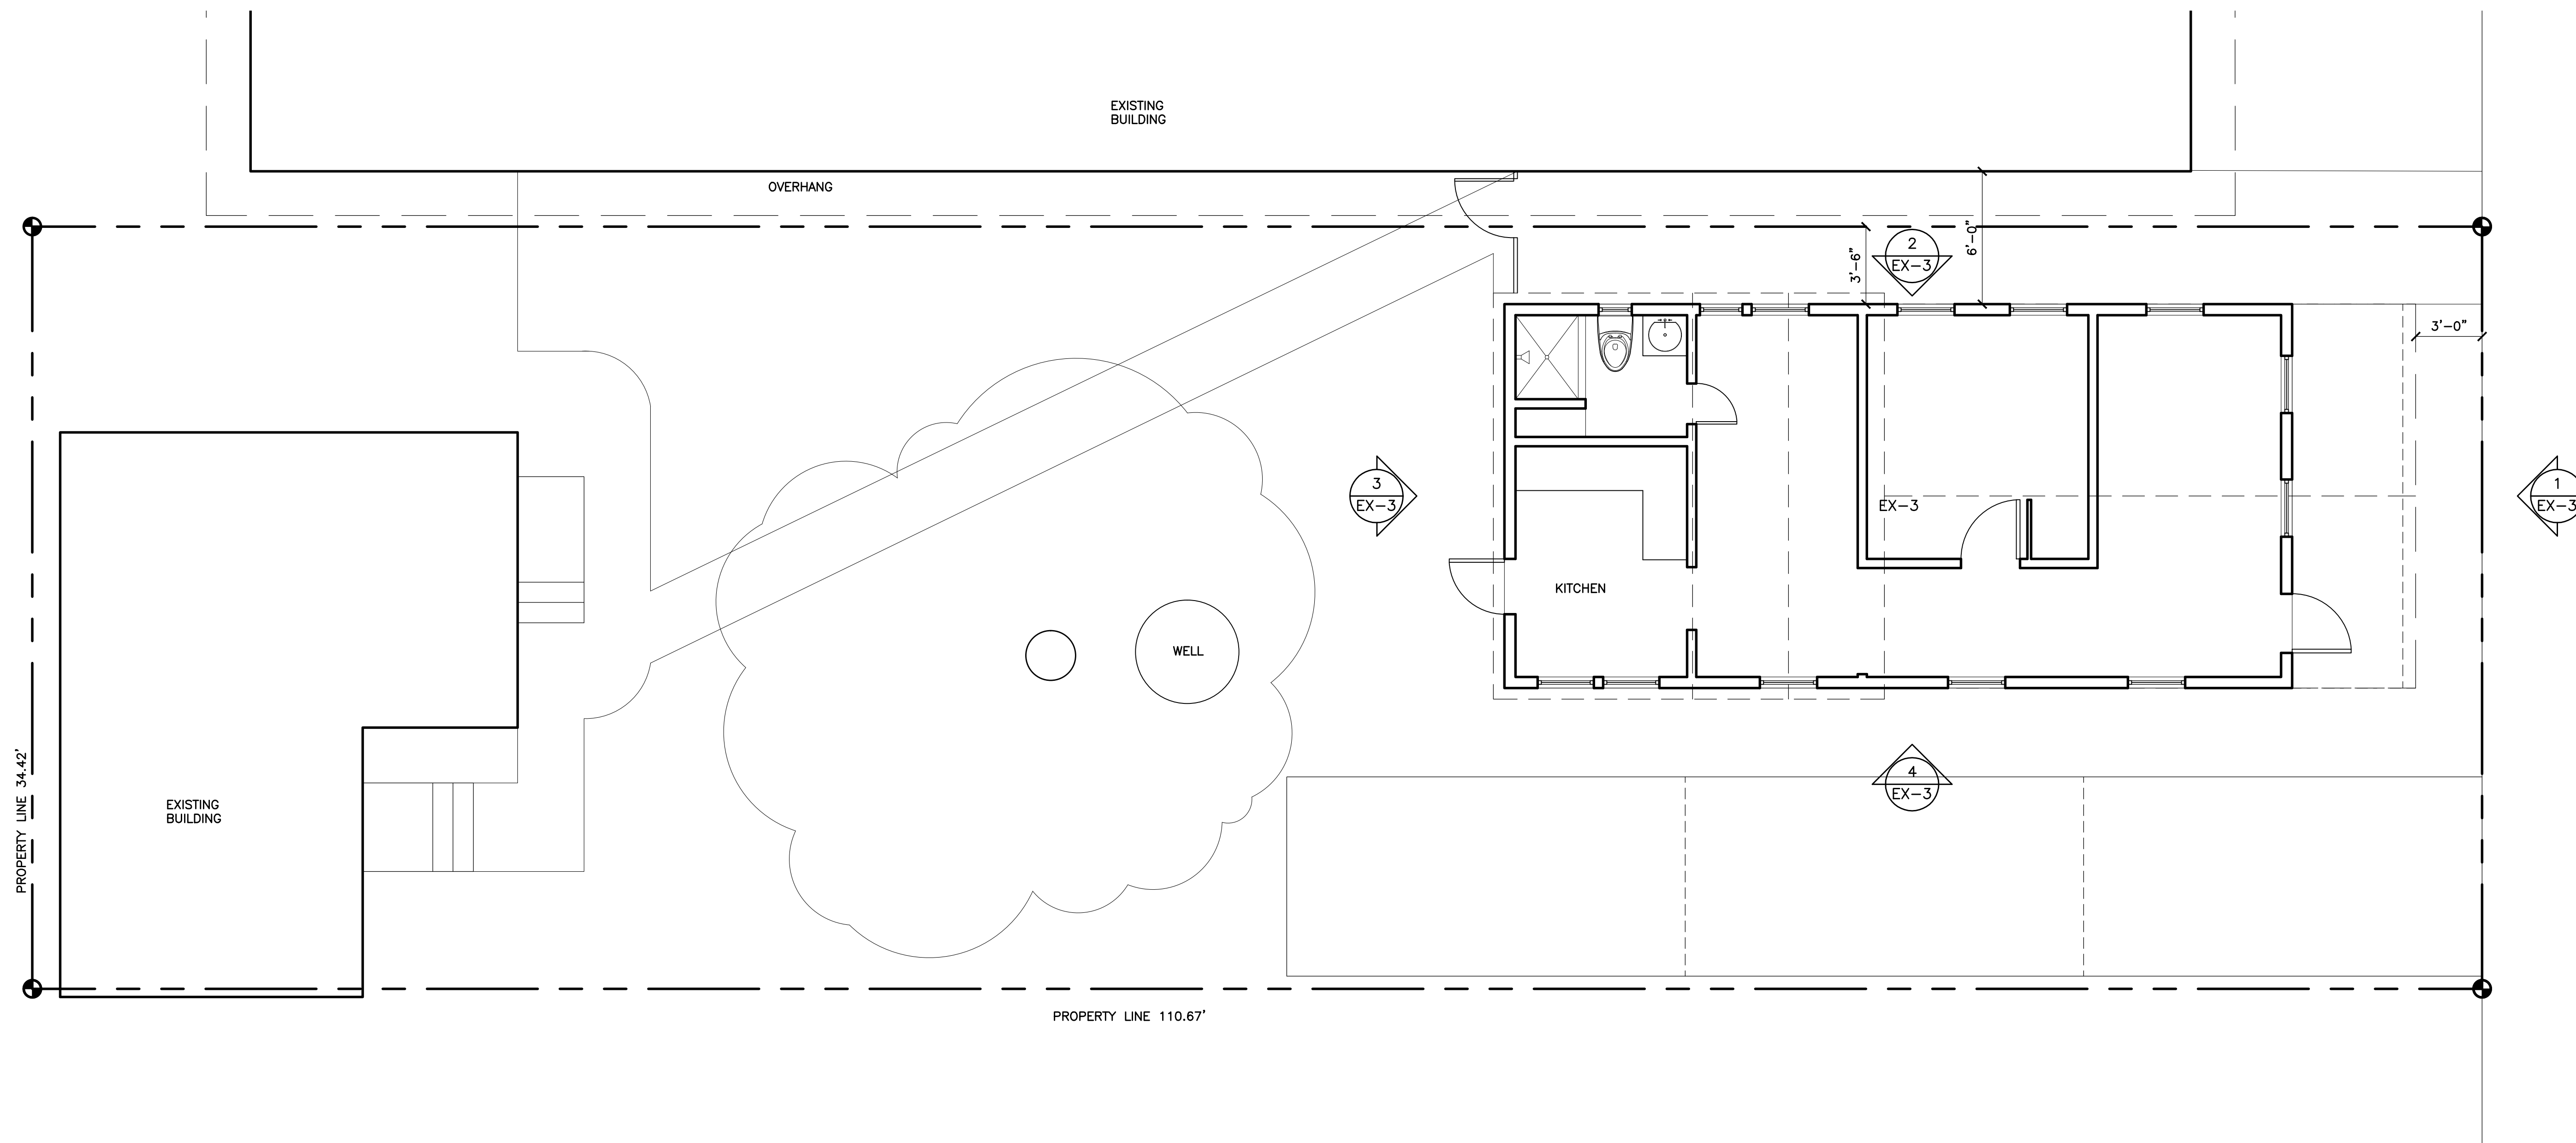 EXISTING
BUILDING
OVERHANG
2
EX-3
3'-6"
6'-0"
3'-0"
3
EX-3
EX-3
1
EX-3
KITCHEN
WELL
4
EX-3
PROPERTY LINE 34.42'
EXISTING
BUILDING
PROPERTY LINE 110.67'